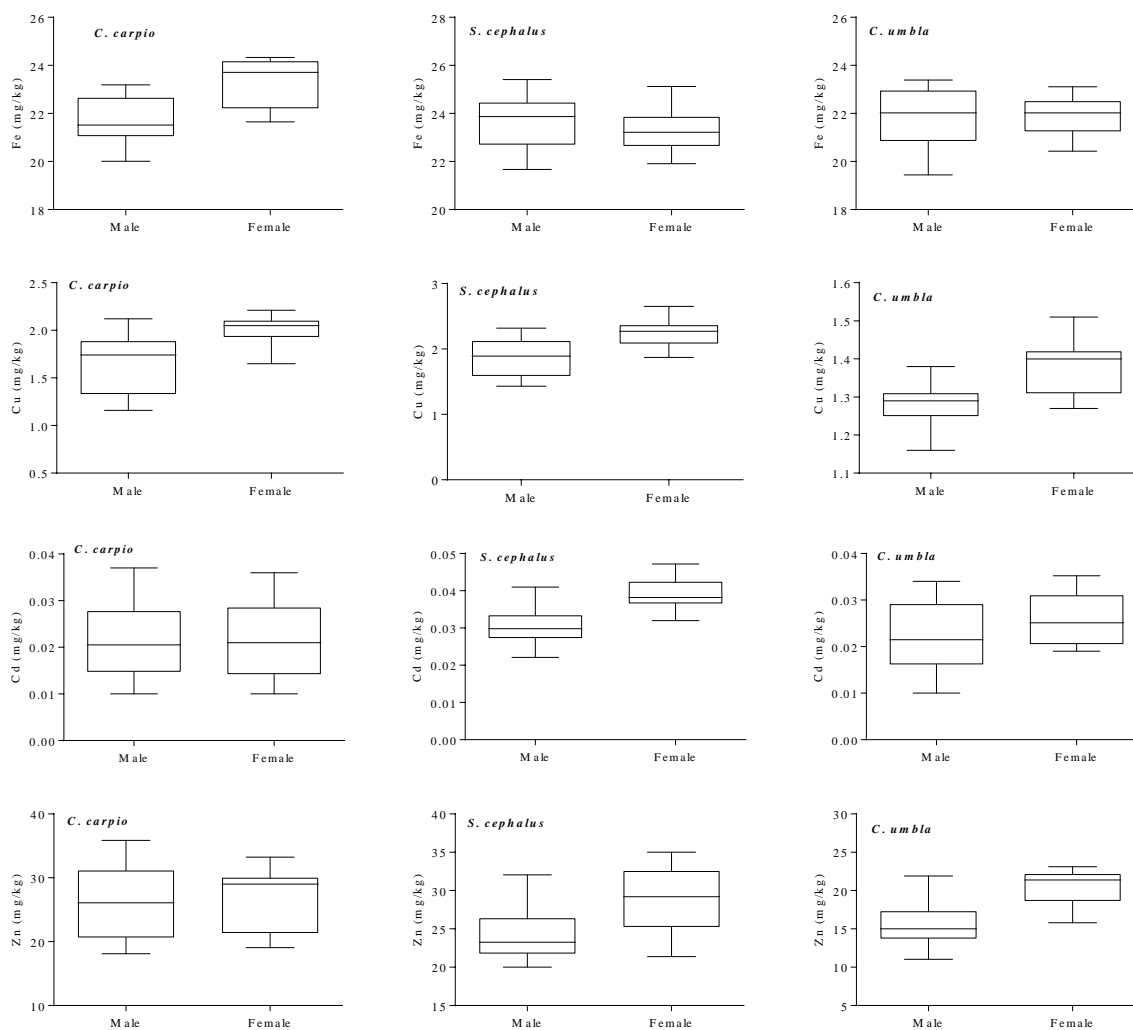 C. carpio
Fe (mg/kg)
26
24
22
20
18
Male Female
S. cephalus
Fe (mg/kg)
28
26
24
22
20
Male Female
C. umbla
Fe (mg/kg)
26
24
22
20
18
Male Female
C. carpio
Cu (mg/kg)
2.5
2.0
1.5
1.0
0.5
Male Female
S. cephalus
Cu (mg/kg)
3
2
1
0
Male Female
C. umbla
Cu (mg/kg)
1.6
1.5
1.4
1.3
1.2
1.1
Male Female
C. carpio
Cd (mg/kg)
0.04
0.03
0.02
0.01
0.00
Male Female
S. cephalus
Cd (mg/kg)
0.05
0.04
0.03
0.02
0.01
0.00
Male Female
C. umbla
Cd (mg/kg)
0.04
0.03
0.02
0.01
0.00
Male Female
C. carpio
Zn (mg/kg)
40
30
20
10
Male Female
S. cephalus
Zn (mg/kg)
40
35
30
25
20
15
Male Female
C. umbla
Zn (mg/kg)
30
25
20
15
10
5
Male Female